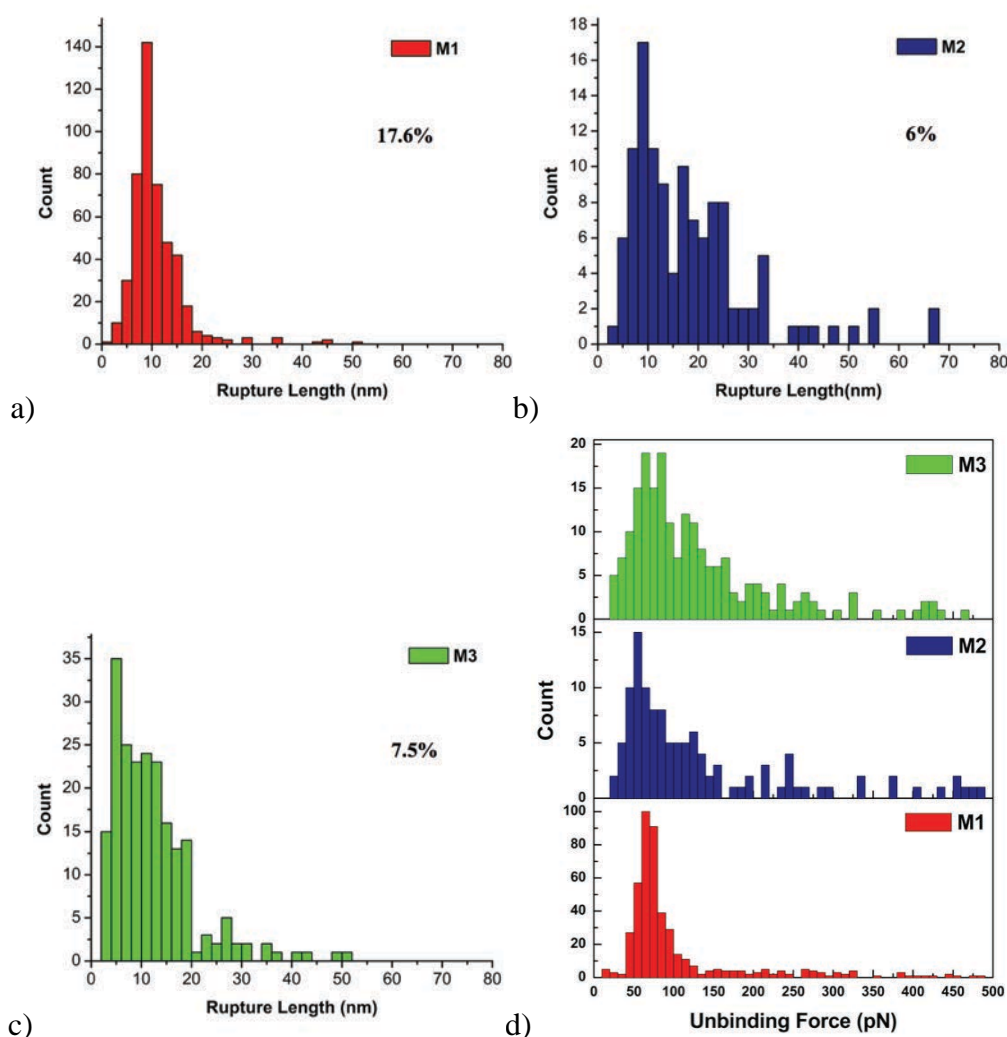 M1
17.6%
140
120
100
80
60
40
20
0
Count
0 10 20 30 40 50 60 70 80
Rupture Length (nm)
a)
M2
6%
18
16
14
12
10
8
6
4
2
0
Count
0 10 20 30 40 50 60 70 80
Rupture Length(nm)
b)
M3
7.5%
35
30
25
20
15
10
5
0
Count
0 10 20 30 40 50 60 70 80
Rupture Length (nm)
c)
M3
20
15
10
5
0
M2
15
10
5
0
Count
M1
100
80
60
40
20
0
0 50 100 150 200 250 300 350 400 450 500
Unbinding Force (pN)
d)